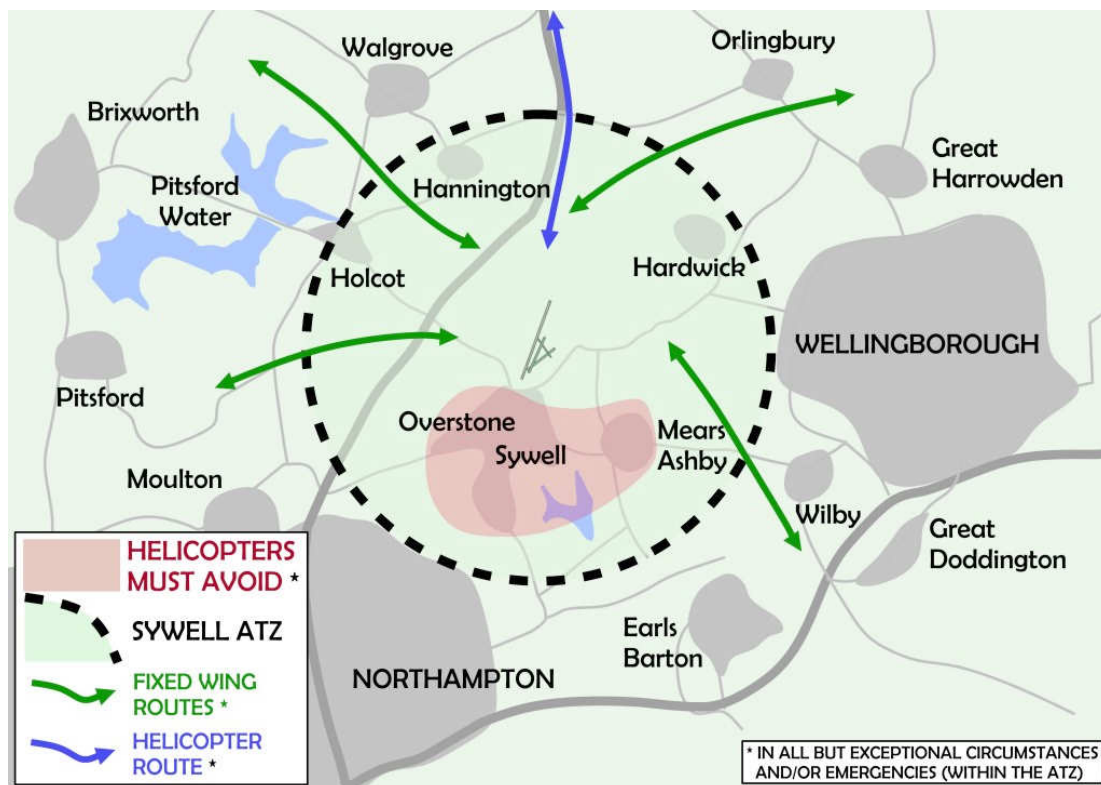 Walgrove
Orlingbury
Brixworth
Great
Harrowden
Pitsford
Water
Hannington
Hardwick
Holcot
WELLINGBOROUGH
Pitsford
Overstone
Sywell
Mears
Ashby
Moulton
Wilby
Great
Doddington
Earls
Barton
NORTHAMPTON
HELICOPTERS
MUST AVOID *
SYWELL ATZ
FIXED WING
ROUTES *
HELICOPTER
ROUTE *
* IN ALL BUT EXCEPTIONAL CIRCUMSTANCES
AND/OR EMERGENCIES (WITHIN THE ATZ)